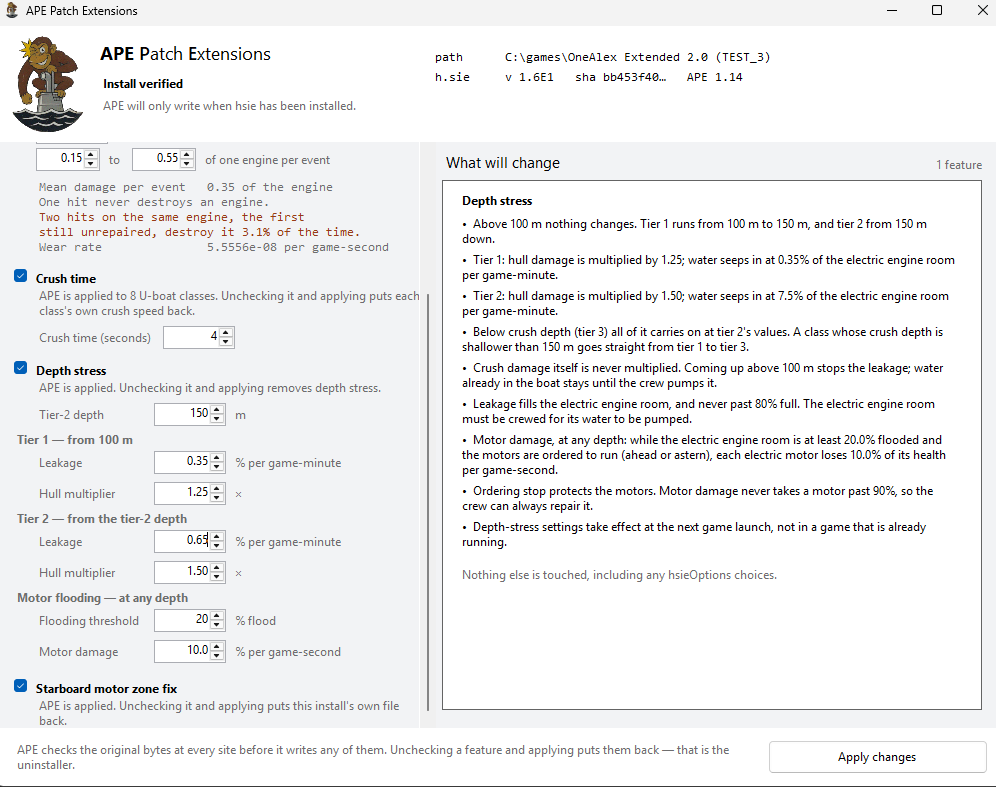 APE Patch Extensions
APE Patch Extensions
Install verified
APE will only write when hsie has been installed.
path C:\games\OneAlex Extended 2.0 (TEST_3)
h.sie v 1.6E1 sha bb453f40… APE 1.14
0.15 to 0.55 of one engine per event
Mean damage per event 0.35 of the engine
One hit never destroys an engine.
Two hits on the same engine, the first
still unrepaired, destroy it 3.1% of the time.
Wear rate 5.5556e-08 per game-second
Crush time
APE is applied to 8 U-boat classes. Unchecking it and applying puts each
class's own crush speed back.
Crush time (seconds) 4
Depth stress
APE is applied. Unchecking it and applying removes depth stress.
Tier-2 depth 150 m
Tier 1 — from 100 m
Leakage 0.35 % per game-minute
Hull multiplier 1.25 ×
Tier 2 — from the tier-2 depth
Leakage 0.65 % per game-minute
Hull multiplier 1.50 ×
Motor flooding — at any depth
Flooding threshold 20 % flood
Motor damage 10.0 % per game-second
Starboard motor zone fix
APE is applied. Unchecking it and applying puts this install's own file
back.
What will change
1 feature
Depth stress
• Above 100 m nothing changes. Tier 1 runs from 100 m to 150 m, and tier 2 from 150 m
down.
• Tier 1: hull damage is multiplied by 1.25; water seeps in at 0.35% of the electric engine room
per game-minute.
• Tier 2: hull damage is multiplied by 1.50; water seeps in at 7.5% of the electric engine room
per game-minute.
• Below crush depth (tier 3) all of it carries on at tier 2's values. A class whose crush depth is
shallower than 150 m goes straight from tier 1 to tier 3.
• Crush damage itself is never multiplied. Coming up above 100 m stops the leakage; water
already in the boat stays until the crew pumps it.
• Leakage fills the electric engine room, and never past 80% full. The electric engine room
must be crewed for its water to be pumped.
• Motor damage, at any depth: while the electric engine room is at least 20.0% flooded and
the motors are ordered to run (ahead or astern), each electric motor loses 10.0% of its health
per game-second.
• Ordering stop protects the motors. Motor damage never takes a motor past 90%, so the
crew can always repair it.
• Depth-stress settings take effect at the next game launch, not in a game that is already
running.
Nothing else is touched, including any hsieOptions choices.
APE checks the original bytes at every site before it writes any of them. Unchecking a feature and applying puts them back — that is the
uninstaller.
Apply changes